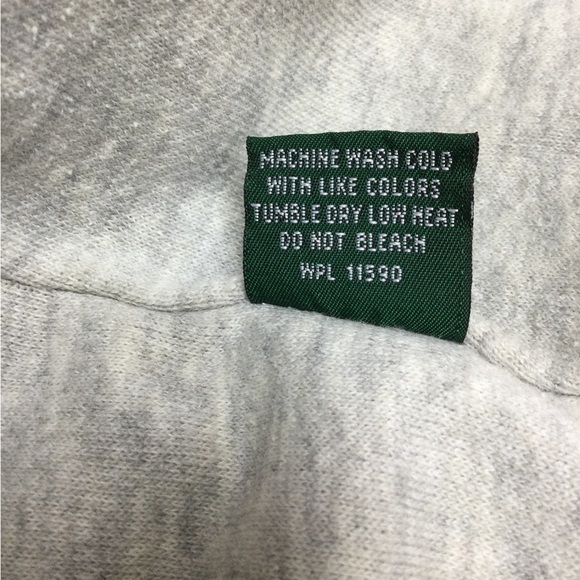 MACHINE WASH COLD
WITH LIKE COLORS
TUMBLE DRY LOW HEAT
DO NOT BLEACH
WPL 11590